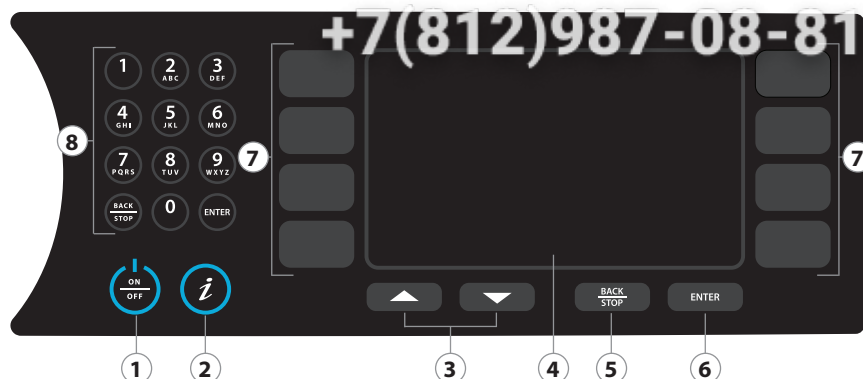 +7(812)987-08-81
1
2 ABC
3 DEF
4 GHI
5 JKL
6 MNO
8
7
7
7 PQRS
8 TUV
9 WXYZ
BACK
STOP
0
ENTER
ON
OFF
i
BACK
STOP
ENTER
1
2
3
4
5
6